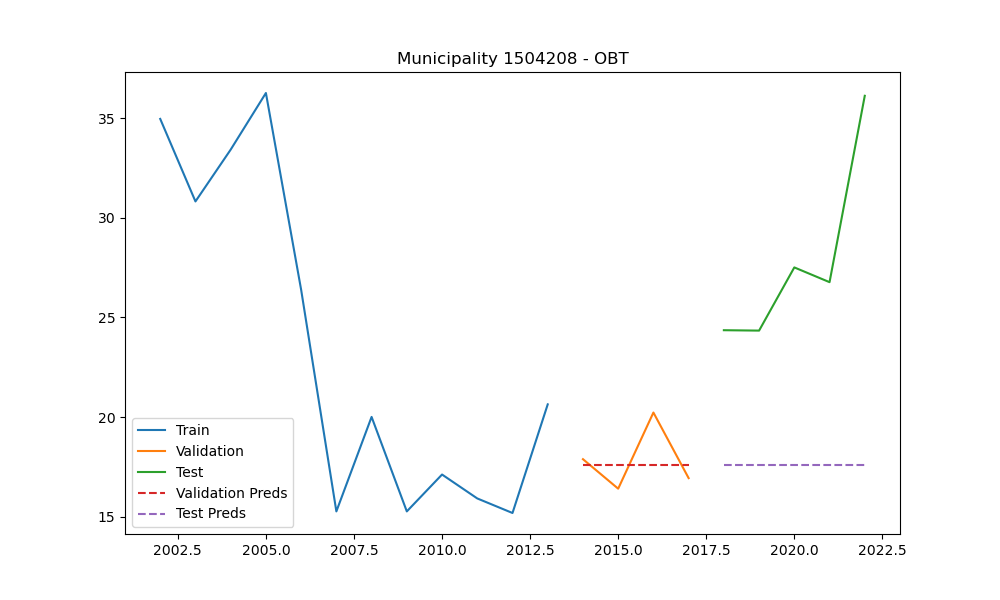 Municipality 1504208 - OBT
35
30
25
20
15
Train
Validation
Test
Validation Preds
Test Preds
2002.5 2005.0 2007.5 2010.0 2012.5 2015.0 2017.5 2020.0 2022.5